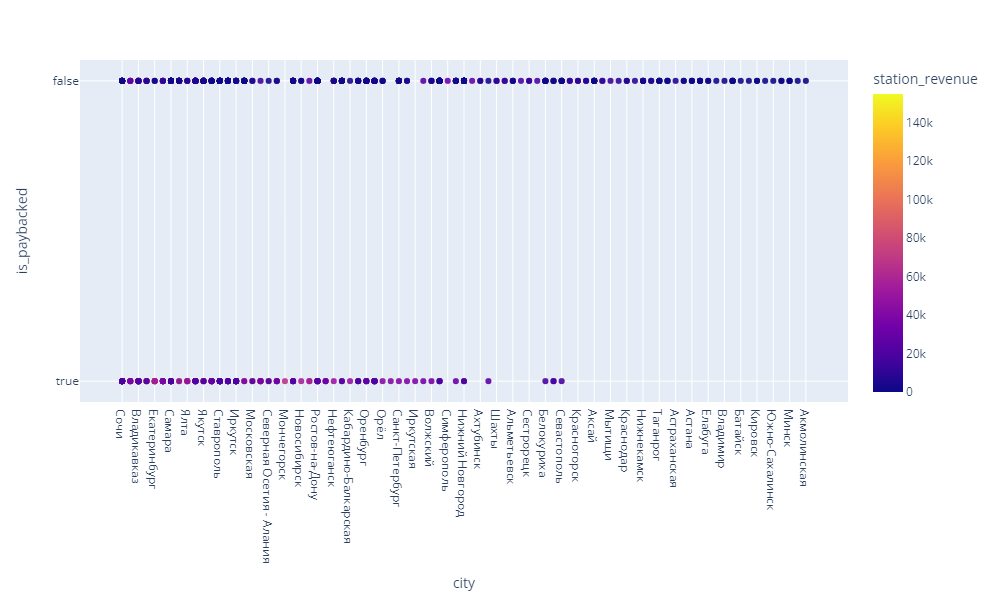 false
true
is_paybacked
station_revenue
140k
120k
100k
80k
60k
40k
20k
0
Сочи
Владикавказ
Екатеринбург
Самара
Ялта
Якутск
Ставрополь
Иркутск
Московская
Северная Осетия - Алания
Мончегорск
Новосибирск
Ростов-на-Дону
Нефтеюганск
Кабардино-Балкарская
Оренбург
Орёл
Санкт-Петербург
Иркутская
Волжский
Симферополь
Нижний Новгород
Ахтубинск
Шахты
Альметьевск
Сестрорецк
Белокуриха
Севастополь
Красногорск
Аксай
Мытищи
Краснодар
Нижнекамск
Таганрог
Астраханская
Астана
Елабуга
Владимир
Батайск
Кировск
Южно-Сахалинск
Минск
Акмолинская
city